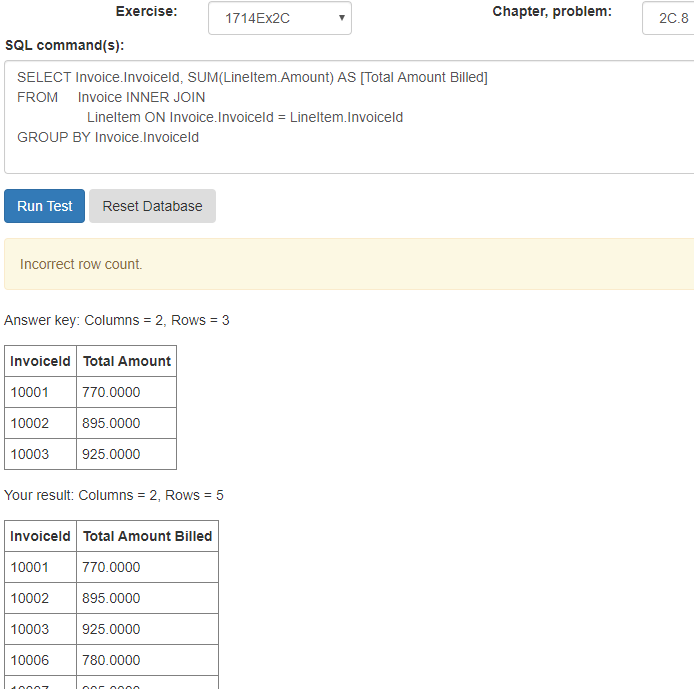 Exercise: 1714Ex2C Chapter, problem: 2C.8
SQL command(s):
SELECT Invoice.InvoiceId, SUM(LineItem.Amount) AS [Total Amount Billed]
FROM Invoice INNER JOIN
LineItem ON Invoice.InvoiceId = LineItem.InvoiceId
GROUP BY Invoice.InvoiceId
Run Test Reset Database
Incorrect row count.
Answer key: Columns = 2, Rows = 3
InvoiceId Total Amount
10001 770.0000
10002 895.0000
10003 925.0000
Your result: Columns = 2, Rows = 5
InvoiceId Total Amount Billed
10001 770.0000
10002 895.0000
10003 925.0000
10006 780.0000